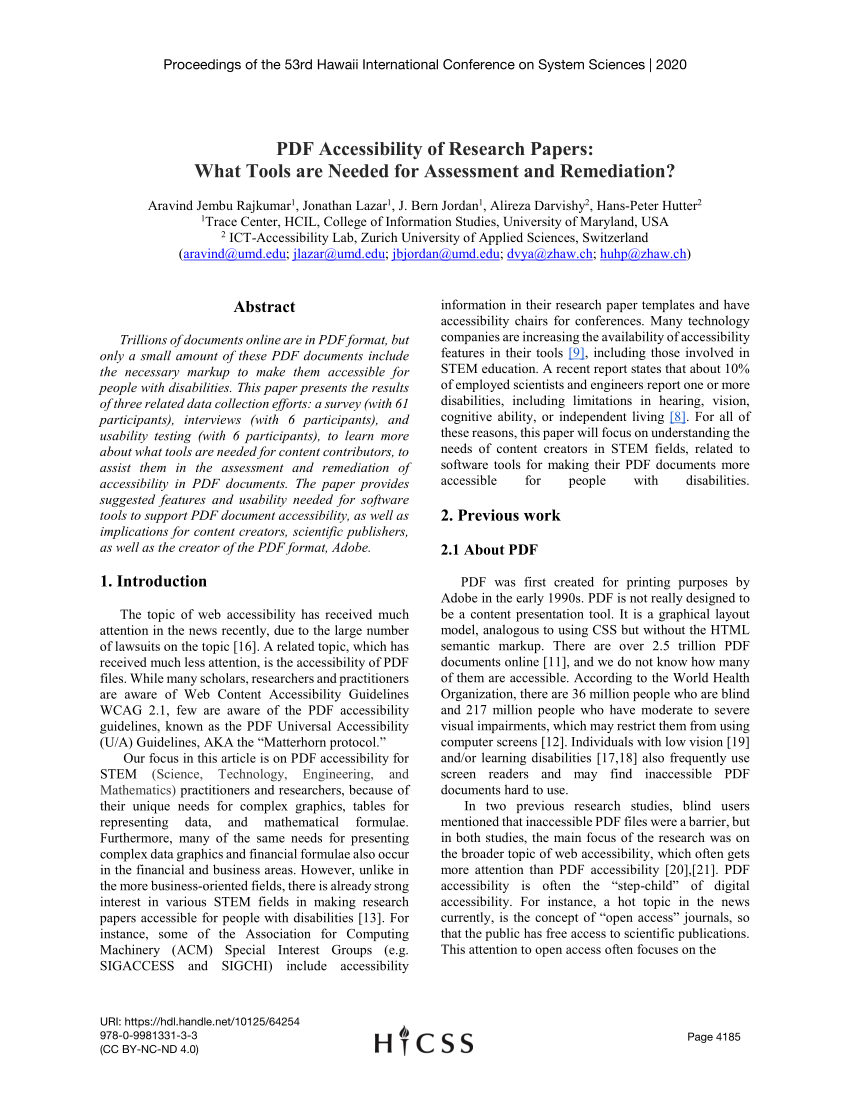 Proceedings of the 53rd Hawaii International Conference on System Sciences | 2020
PDF Accessibility of Research Papers:
What Tools are Needed for Assessment and Remediation?
Aravind Jembu Rajkumar¹, Jonathan Lazar¹, J. Bern Jordan¹, Alireza Darvishy², Hans-Peter Hutter²
¹Trace Center, HCIL, College of Information Studies, University of Maryland, USA
² ICT-Accessibility Lab, Zurich University of Applied Sciences, Switzerland
(aravind@umd.edu; jlazar@umd.edu; jbjordan@umd.edu; dvya@zhaw.ch; huhp@zhaw.ch)
Abstract
Trillions of documents online are in PDF format, but
only a small amount of these PDF documents include
the necessary markup to make them accessible for
people with disabilities. This paper presents the results
of three related data collection efforts: a survey (with 61
participants), interviews (with 6 participants), and
usability testing (with 6 participants), to learn more
about what tools are needed for content contributors, to
assist them in the assessment and remediation of
accessibility in PDF documents. The paper provides
suggested features and usability needed for software
tools to support PDF document accessibility, as well as
implications for content creators, scientific publishers,
as well as the creator of the PDF format, Adobe.
1. Introduction
The topic of web accessibility has received much
attention in the news recently, due to the large number
of lawsuits on the topic [16]. A related topic, which has
received much less attention, is the accessibility of PDF
files. While many scholars, researchers and practitioners
are aware of Web Content Accessibility Guidelines
WCAG 2.1, few are aware of the PDF accessibility
guidelines, known as the PDF Universal Accessibility
(U/A) Guidelines, AKA the “Matterhorn protocol.”
Our focus in this article is on PDF accessibility for
STEM (Science, Technology, Engineering, and
Mathematics) practitioners and researchers, because of
their unique needs for complex graphics, tables for
representing data, and mathematical formulae.
Furthermore, many of the same needs for presenting
complex data graphics and financial formulae also occur
in the financial and business areas. However, unlike in
the more business-oriented fields, there is already strong
interest in various STEM fields in making research
papers accessible for people with disabilities [13]. For
instance, some of the Association for Computing
Machinery (ACM) Special Interest Groups (e.g.
SIGACCESS and SIGCHI) include accessibility
information in their research paper templates and have
accessibility chairs for conferences. Many technology
companies are increasing the availability of accessibility
features in their tools [9], including those involved in
STEM education. A recent report states that about 10%
of employed scientists and engineers report one or more
disabilities, including limitations in hearing, vision,
cognitive ability, or independent living [8]. For all of
these reasons, this paper will focus on understanding the
needs of content creators in STEM fields, related to
software tools for making their PDF documents more
accessible for people with disabilities.
2. Previous work
2.1 About PDF
PDF was first created for printing purposes by
Adobe in the early 1990s. PDF is not really designed to
be a content presentation tool. It is a graphical layout
model, analogous to using CSS but without the HTML
semantic markup. There are over 2.5 trillion PDF
documents online [11], and we do not know how many
of them are accessible. According to the World Health
Organization, there are 36 million people who are blind
and 217 million people who have moderate to severe
visual impairments, which may restrict them from using
computer screens [12]. Individuals with low vision [19]
and/or learning disabilities [17,18] also frequently use
screen readers and may find inaccessible PDF
documents hard to use.
In two previous research studies, blind users
mentioned that inaccessible PDF files were a barrier, but
in both studies, the main focus of the research was on
the broader topic of web accessibility, which often gets
more attention than PDF accessibility [20],[21]. PDF
accessibility is often the “step-child” of digital
accessibility. For instance, a hot topic in the news
currently, is the concept of “open access” journals, so
that the public has free access to scientific publications.
This attention to open access often focuses on the
URI: https://hdl.handle.net/10125/64254
978-0-9981331-3-3
(CC BY-NC-ND 4.0)
HICSS
Page 4185